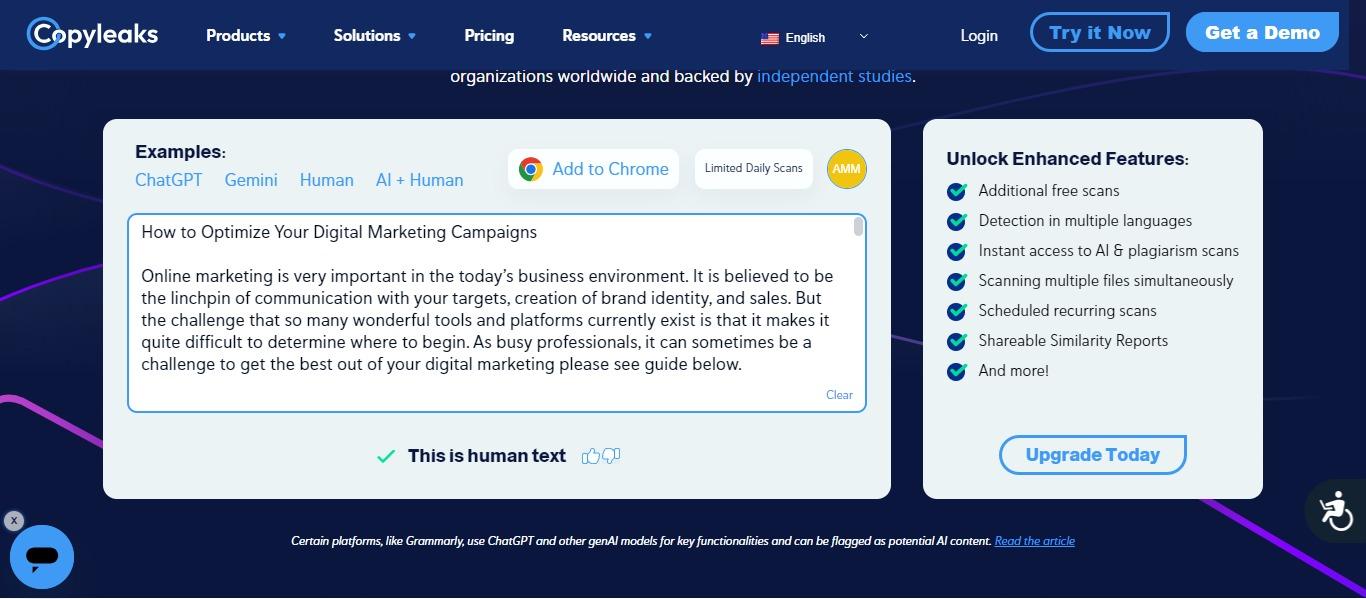 Copyleaks
Products
Solutions
Pricing
Resources
English
Login
Try it Now
Get a Demo
organizations worldwide and backed by independent studies.
Examples:
ChatGPT Gemini Human AI + Human
Add to Chrome
Limited Daily Scans
AMM
How to Optimize Your Digital Marketing Campaigns
Online marketing is very important in the today's business environment. It is believed to be
the linchpin of communication with your targets, creation of brand identity, and sales. But
the challenge that so many wonderful tools and platforms currently exist is that it makes it
quite difficult to determine where to begin. As busy professionals, it can sometimes be a
challenge to get the best out of your digital marketing please see guide below.
Clear
This is human text
Unlock Enhanced Features:
Additional free scans
Detection in multiple languages
Instant access to AI & plagiarism scans
Scanning multiple files simultaneously
Scheduled recurring scans
Shareable Similarity Reports
And more!
Upgrade Today
x
Certain platforms, like Grammarly, use ChatGPT and other genAI models for key functionalities and can be flagged as potential AI content. Read the article